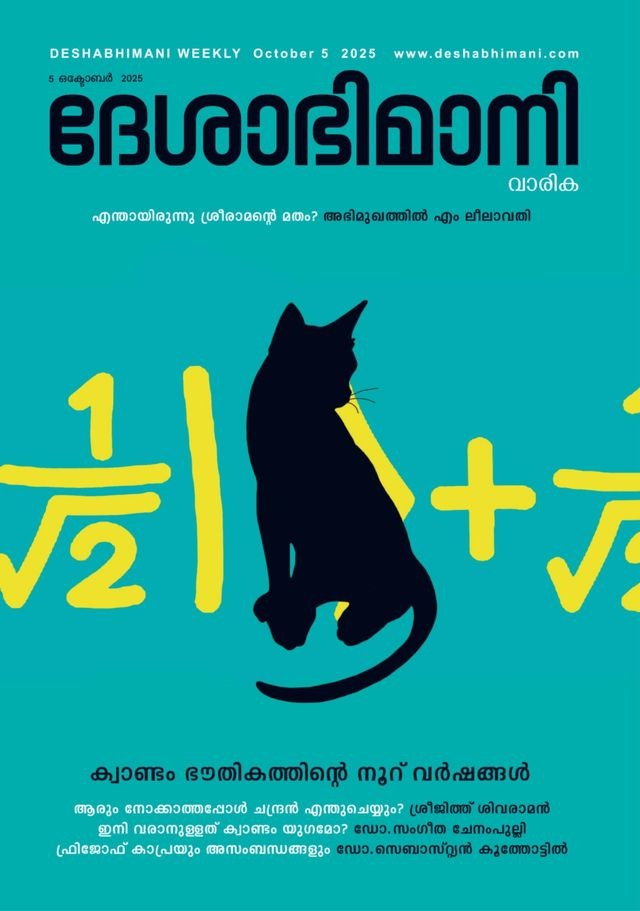 DESHABHIMANI WEEKLY October 5 2025 www.deshabhimani.com
5 ഒക്ടോബർ 2025
ദേശാഭിമാനി
വാരിക
എന്തായിരുന്നു ശ്രീരാമന്റെ മതം? അഭിമുഖത്തിൽ എം ലീലാവതി
1 1
√2 | + √2
ക്വാണ്ടം ഭൗതികത്തിന്റെ നൂറ് വർഷങ്ങൾ
ആരും നോക്കാത്തപ്പോൾ ചന്ദ്രൻ എന്തുചെയ്യും? ശ്രീജിത്ത് ശിവരാമൻ
ഇനി വരാനുള്ളത് ക്വാണ്ടം യുഗമോ? ഡോ.സംഗീത ചേനംപുല്ലി
ഫ്രിജോഫ് കാപ്രയും അസംബന്ധങ്ങളും ഡോ.സെബാസ്റ്റ്യൻ കൂത്തോട്ടിൽ